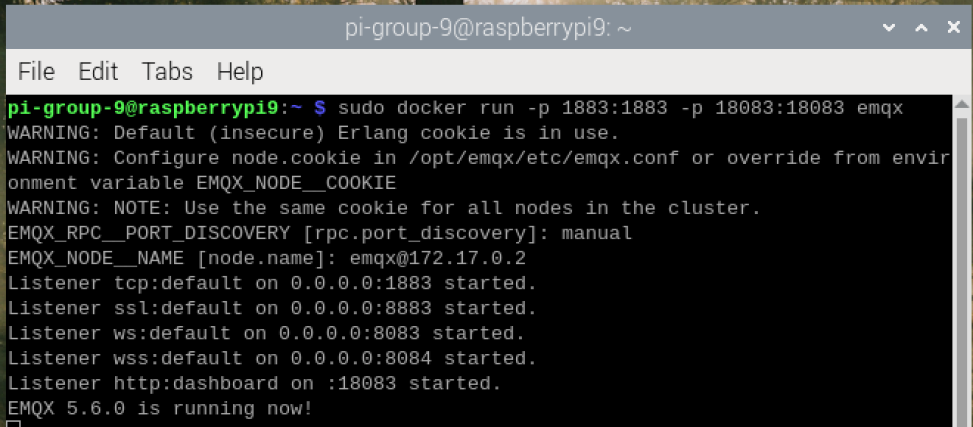 pi-group-9@raspberrypi9: ~
File Edit Tabs Help
pi-group-9@raspberrypi9:~ $ sudo docker run -p 1883:1883 -p 18083:18083 emqx
WARNING: Default (insecure) Erlang cookie is in use.
WARNING: Configure node.cookie in /opt/emqx/etc/emqx.conf or override from envir
onment variable EMQX_NODE__COOKIE
WARNING: NOTE: Use the same cookie for all nodes in the cluster.
EMQX_RPC__PORT_DISCOVERY [rpc.port_discovery]: manual
EMQX_NODE__NAME [node.name]: emqx@172.17.0.2
Listener tcp:default on 0.0.0.0:1883 started.
Listener ssl:default on 0.0.0.0:8883 started.
Listener ws:default on 0.0.0.0:8083 started.
Listener wss:default on 0.0.0.0:8084 started.
Listener http:dashboard on :18083 started.
EMQX 5.6.0 is running now!